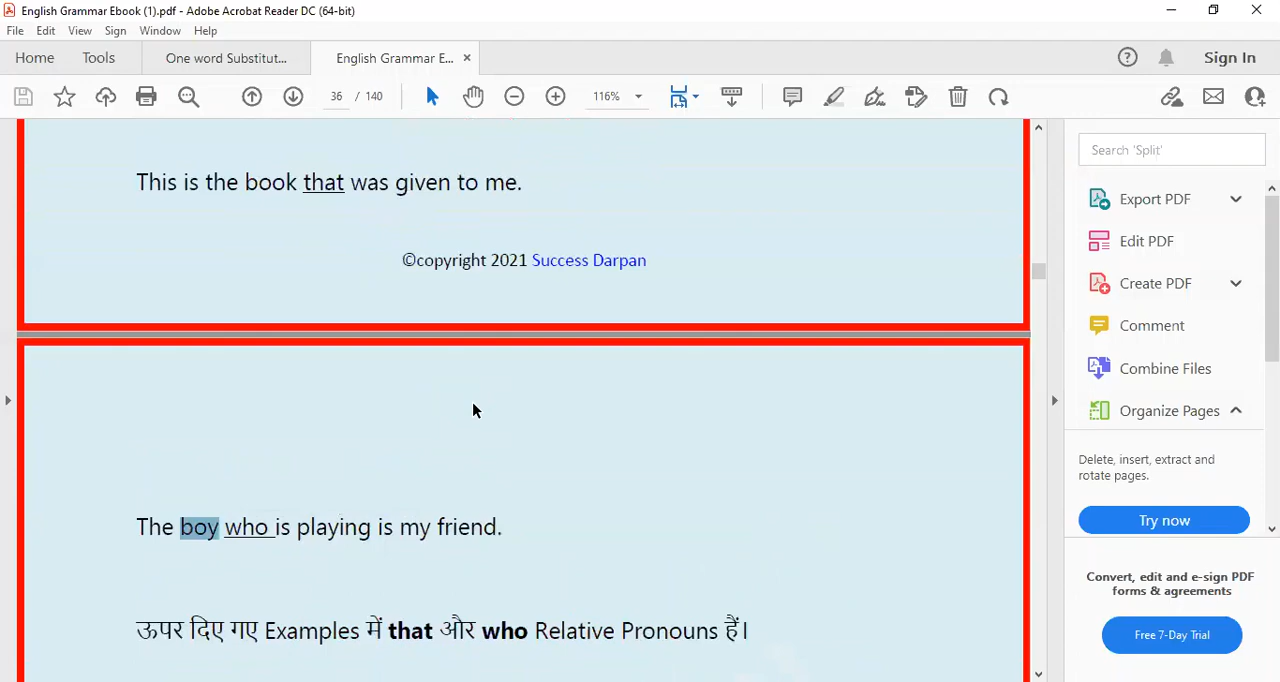 English Grammar Ebook (1).pdf - Adobe Acrobat Reader DC (64-bit)
File Edit View Sign Window Help
Home Tools One word Substitut... English Grammar E... Sign In
36 / 140 116%
This is the book that was given to me.
©copyright 2021 Success Darpan
The boy who is playing is my friend.
ऊपर दिए गए Examples में that और who Relative Pronouns हैं।
Search 'Split'
Export PDF
Edit PDF
Create PDF
Comment
Combine Files
Organize Pages
Delete, insert, extract and
rotate pages.
Try now
Convert, edit and e-sign PDF
forms & agreements
Free 7-Day Trial